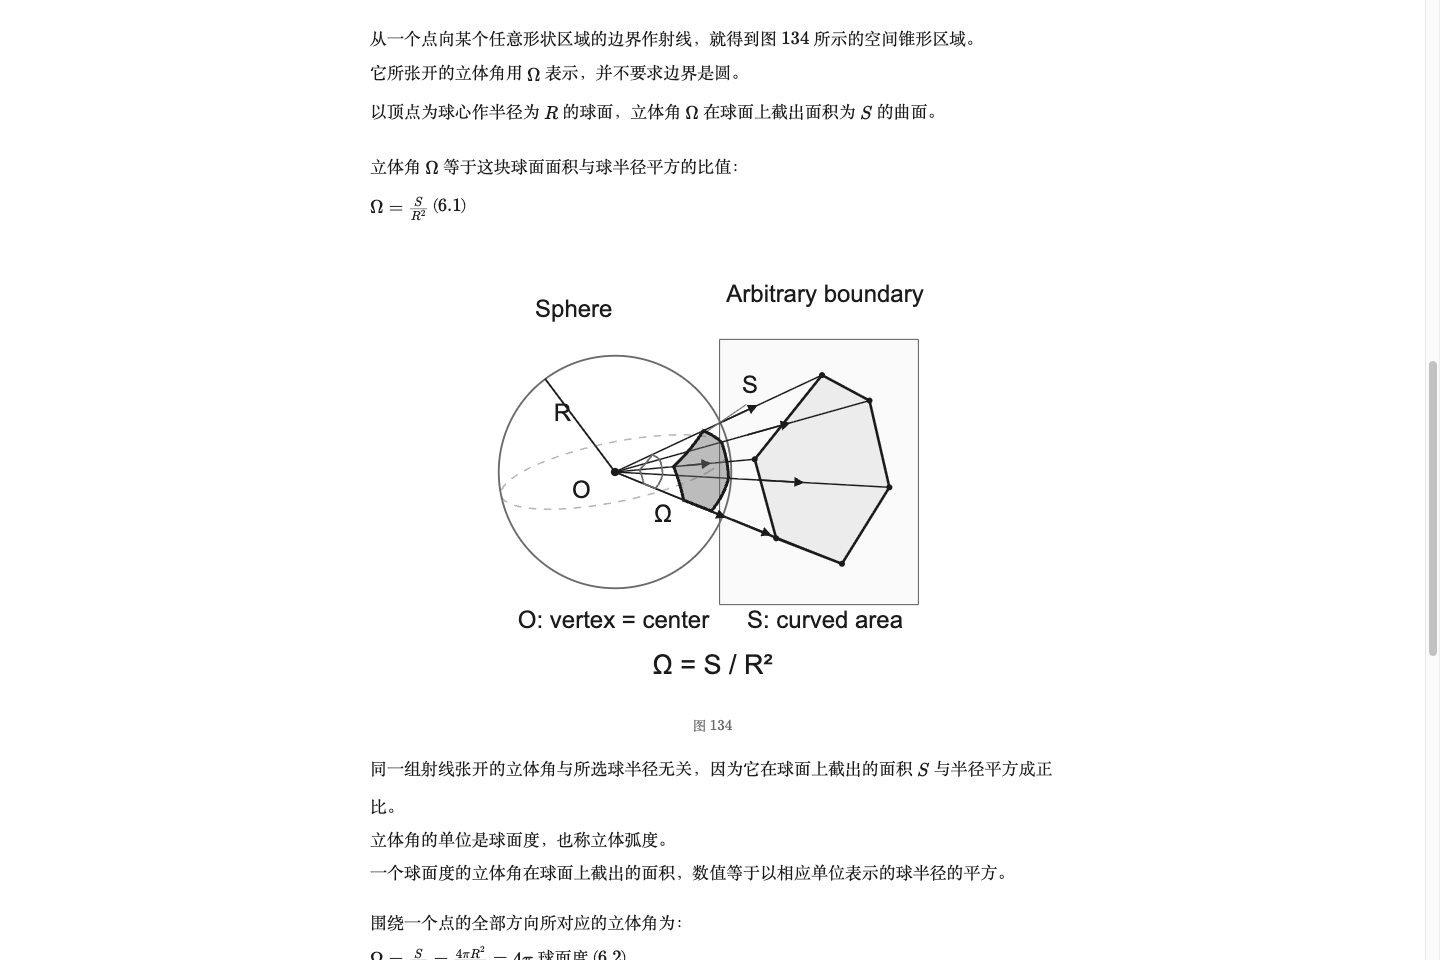 从一个点向某个任意形状区域的边界作射线，就得到图 134 所示的空间锥形区域。
它所张开的立体角用 Ω 表示，并不要求边界是圆。
以顶点为球心作半径为 R 的球面，立体角 Ω 在球面上截出面积为 S 的曲面。
立体角 Ω 等于这块球面面积与球半径平方的比值：
Ω = S/R² (6.1)
Arbitrary boundary
Sphere
S
R
O
Ω
O: vertex = center
S: curved area
Ω = S / R²
图 134
同一组射线张开的立体角与所选球半径无关，因为它在球面上截出的面积 S 与半径平方成正
比。
立体角的单位是球面度，也称立体弧度。
一个球面度的立体角在球面上截出的面积，数值等于以相应单位表示的球半径的平方。
围绕一个点的全部方向所对应的立体角为：
Ω = S/ = 4πR²/ = 4π 球面度 (6.2)